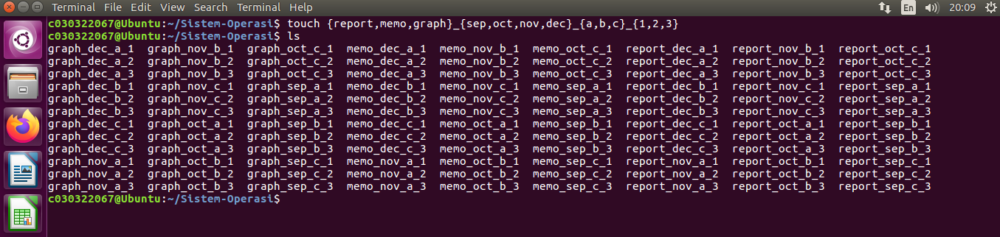 Terminal File Edit View Search Terminal Help En 20:09
c030322067@Ubuntu:~/Sistem-Operasi$ touch {report,memo,graph}_{sep,oct,nov,dec}_{a,b,c}_{1,2,3}
c030322067@Ubuntu:~/Sistem-Operasi$ ls
graph_dec_a_1 graph_nov_b_1 graph_oct_c_1 memo_dec_a_1 memo_nov_b_1 memo_oct_c_1 report_dec_a_1 report_nov_b_1 report_oct_c_1
graph_dec_a_2 graph_nov_b_2 graph_oct_c_2 memo_dec_a_2 memo_nov_b_2 memo_oct_c_2 report_dec_a_2 report_nov_b_2 report_oct_c_2
graph_dec_a_3 graph_nov_b_3 graph_oct_c_3 memo_dec_a_3 memo_nov_b_3 memo_oct_c_3 report_dec_a_3 report_nov_b_3 report_oct_c_3
graph_dec_b_1 graph_nov_c_1 graph_sep_a_1 memo_dec_b_1 memo_nov_c_1 memo_sep_a_1 report_dec_b_1 report_nov_c_1 report_sep_a_1
graph_dec_b_2 graph_nov_c_2 graph_sep_a_2 memo_dec_b_2 memo_nov_c_2 memo_sep_a_2 report_dec_b_2 report_nov_c_2 report_sep_a_2
graph_dec_b_3 graph_nov_c_3 graph_sep_a_3 memo_dec_b_3 memo_nov_c_3 memo_sep_a_3 report_dec_b_3 report_nov_c_3 report_sep_a_3
graph_dec_c_1 graph_oct_a_1 graph_sep_b_1 memo_dec_c_1 memo_oct_a_1 memo_sep_b_1 report_dec_c_1 report_oct_a_1 report_sep_b_1
graph_dec_c_2 graph_oct_a_2 graph_sep_b_2 memo_dec_c_2 memo_oct_a_2 memo_sep_b_2 report_dec_c_2 report_oct_a_2 report_sep_b_2
graph_dec_c_3 graph_oct_a_3 graph_sep_b_3 memo_dec_c_3 memo_oct_a_3 memo_sep_b_3 report_dec_c_3 report_oct_a_3 report_sep_b_3
graph_nov_a_1 graph_oct_b_1 graph_sep_c_1 memo_nov_a_1 memo_oct_b_1 memo_sep_c_1 report_nov_a_1 report_oct_b_1 report_sep_c_1
graph_nov_a_2 graph_oct_b_2 graph_sep_c_2 memo_nov_a_2 memo_oct_b_2 memo_sep_c_2 report_nov_a_2 report_oct_b_2 report_sep_c_2
graph_nov_a_3 graph_oct_b_3 graph_sep_c_3 memo_nov_a_3 memo_oct_b_3 memo_sep_c_3 report_nov_a_3 report_oct_b_3 report_sep_c_3
c030322067@Ubuntu:~/Sistem-Operasi$